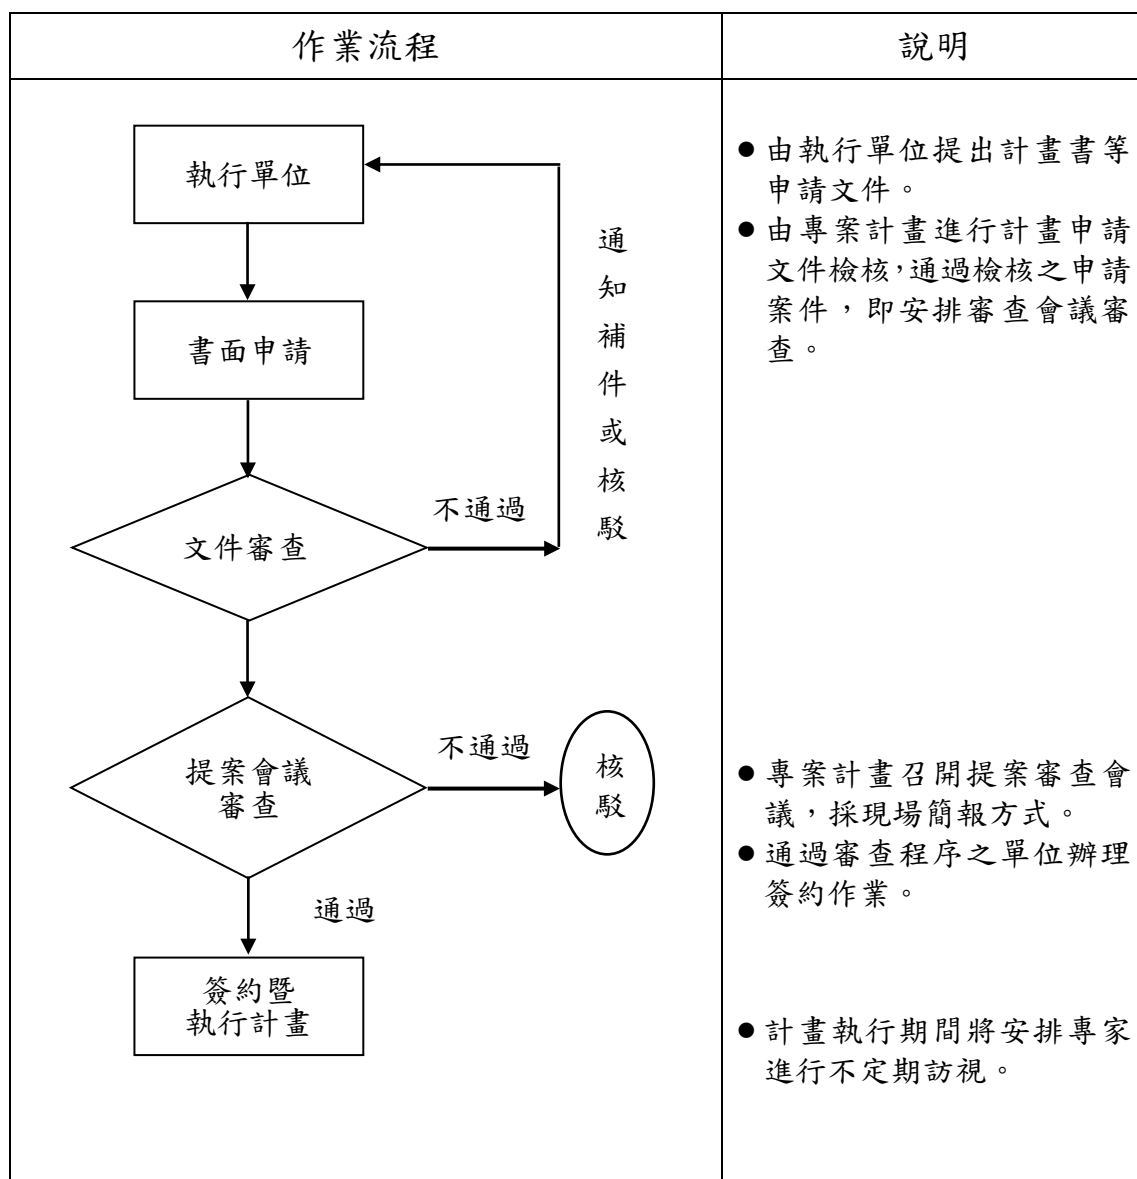 作業流程
說明
執行單位
書面申請
文件審查
不通過
通知補件或核駁
提案會議
審查
不通過
核駁
通過
簽約暨
執行計畫
●由執行單位提出計畫書等
申請文件。
●由專案計畫進行計畫申請
文件檢核,通過檢核之申請
案件，即安排審查會議審
查。
●專案計畫召開提案審查會
議，採現場簡報方式。
●通過審查程序之單位辦理
簽約作業。
●計畫執行期間將安排專家
進行不定期訪視。